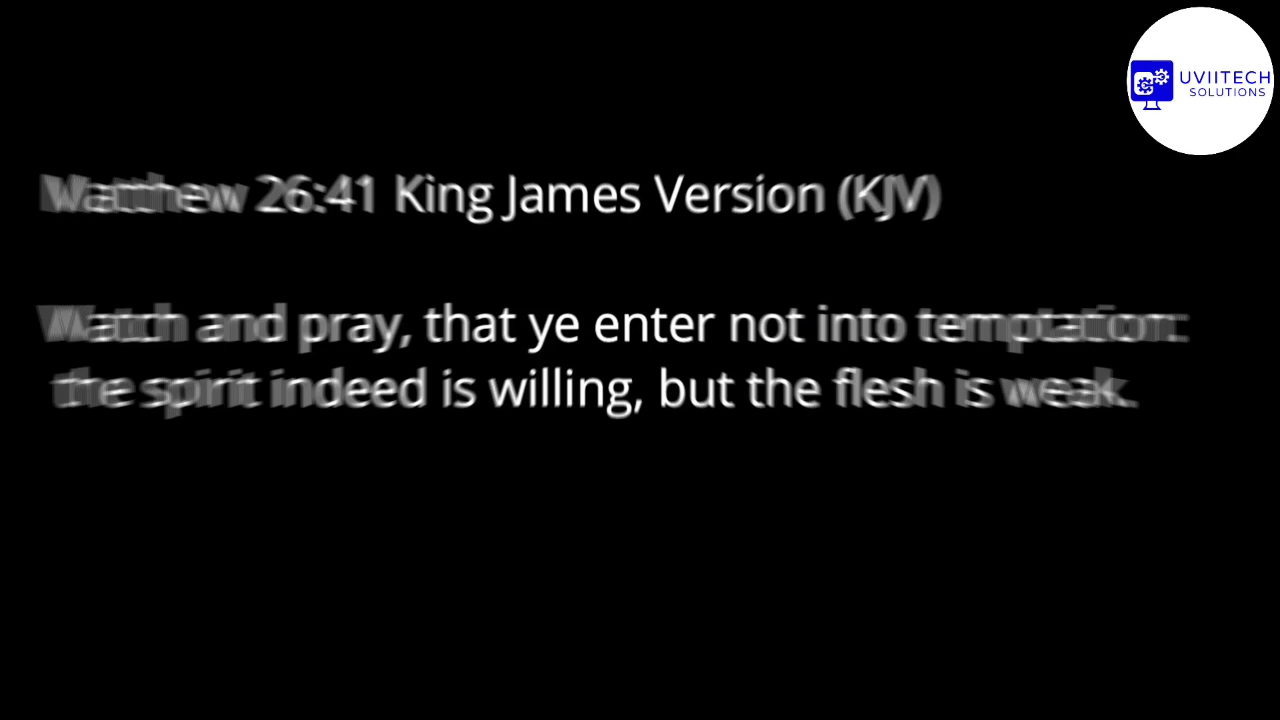 UVIITECH
SOLUTIONS
Matthew 26:41 King James Version (KJV)
Watch and pray, that ye enter not into temptation:
the spirit indeed is willing, but the flesh is weak.